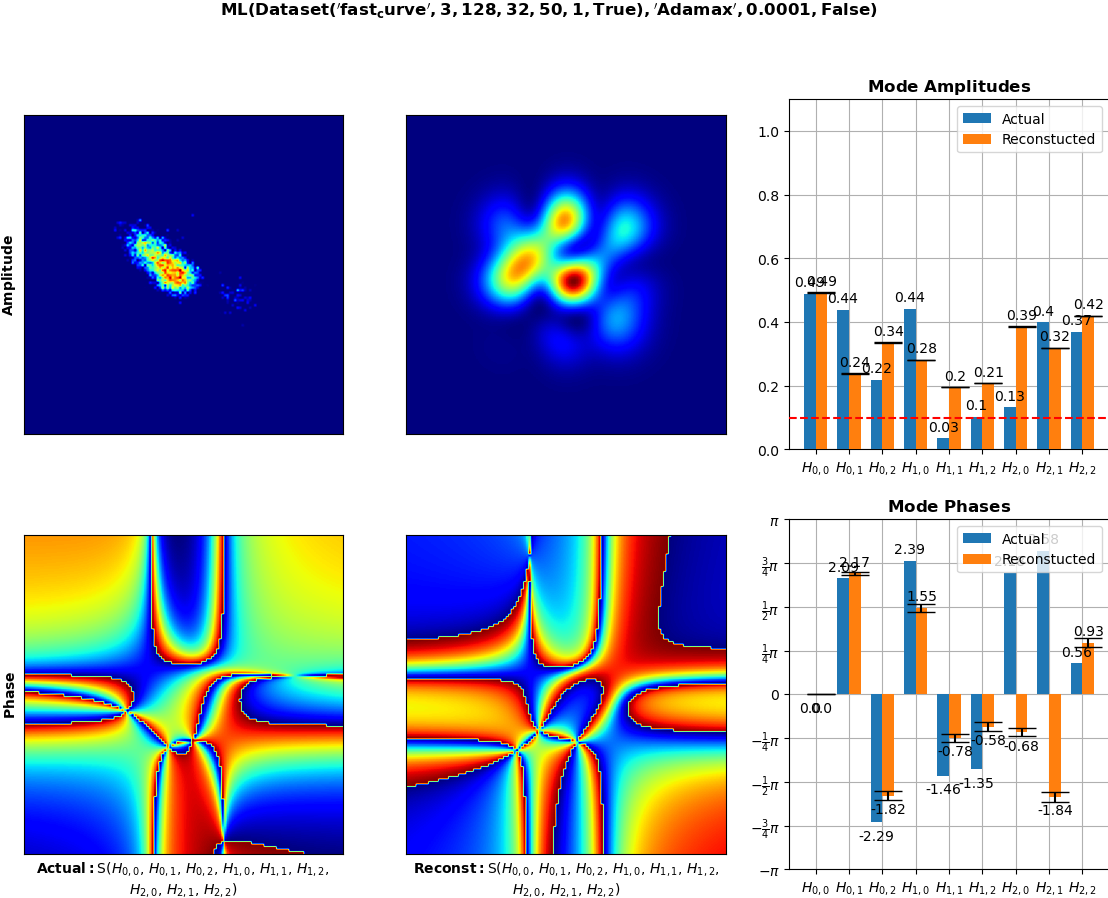 ML(Dataset('fast_curve', 3, 128, 32, 50, 1, True), 'Adamax', 0.0001, False)
Amplitude
Mode Amplitudes
Actual
Reconstucted
1.0
0.8
0.6
0.4
0.2
0.0
0.49 0.49 0.44 0.24 0.22 0.34 0.44 0.28 0.03 0.2 0.1 0.21 0.13 0.39 0.4 0.32 0.37 0.42
H0,0 H0,1 H0,2 H1,0 H1,1 H1,2 H2,0 H2,1 H2,2
Phase
Actual: S(H0,0, H0,1, H0,2, H1,0, H1,1, H1,2,
H2,0, H2,1, H2,2)
Reconst: S(H0,0, H0,1, H0,2, H1,0, H1,1, H1,2,
H2,0, H2,1, H2,2)
Mode Phases
Actual
Reconstucted
π
3/4π
1/2π
1/4π
0
−1/4π
−1/2π
−3/4π
−π
0.0 0.0 2.09 2.17 -2.29 -1.82 2.39 1.55 -1.46 -0.78 -1.35 -0.58 -0.68 -1.84 0.56 0.93
H0,0 H0,1 H0,2 H1,0 H1,1 H1,2 H2,0 H2,1 H2,2